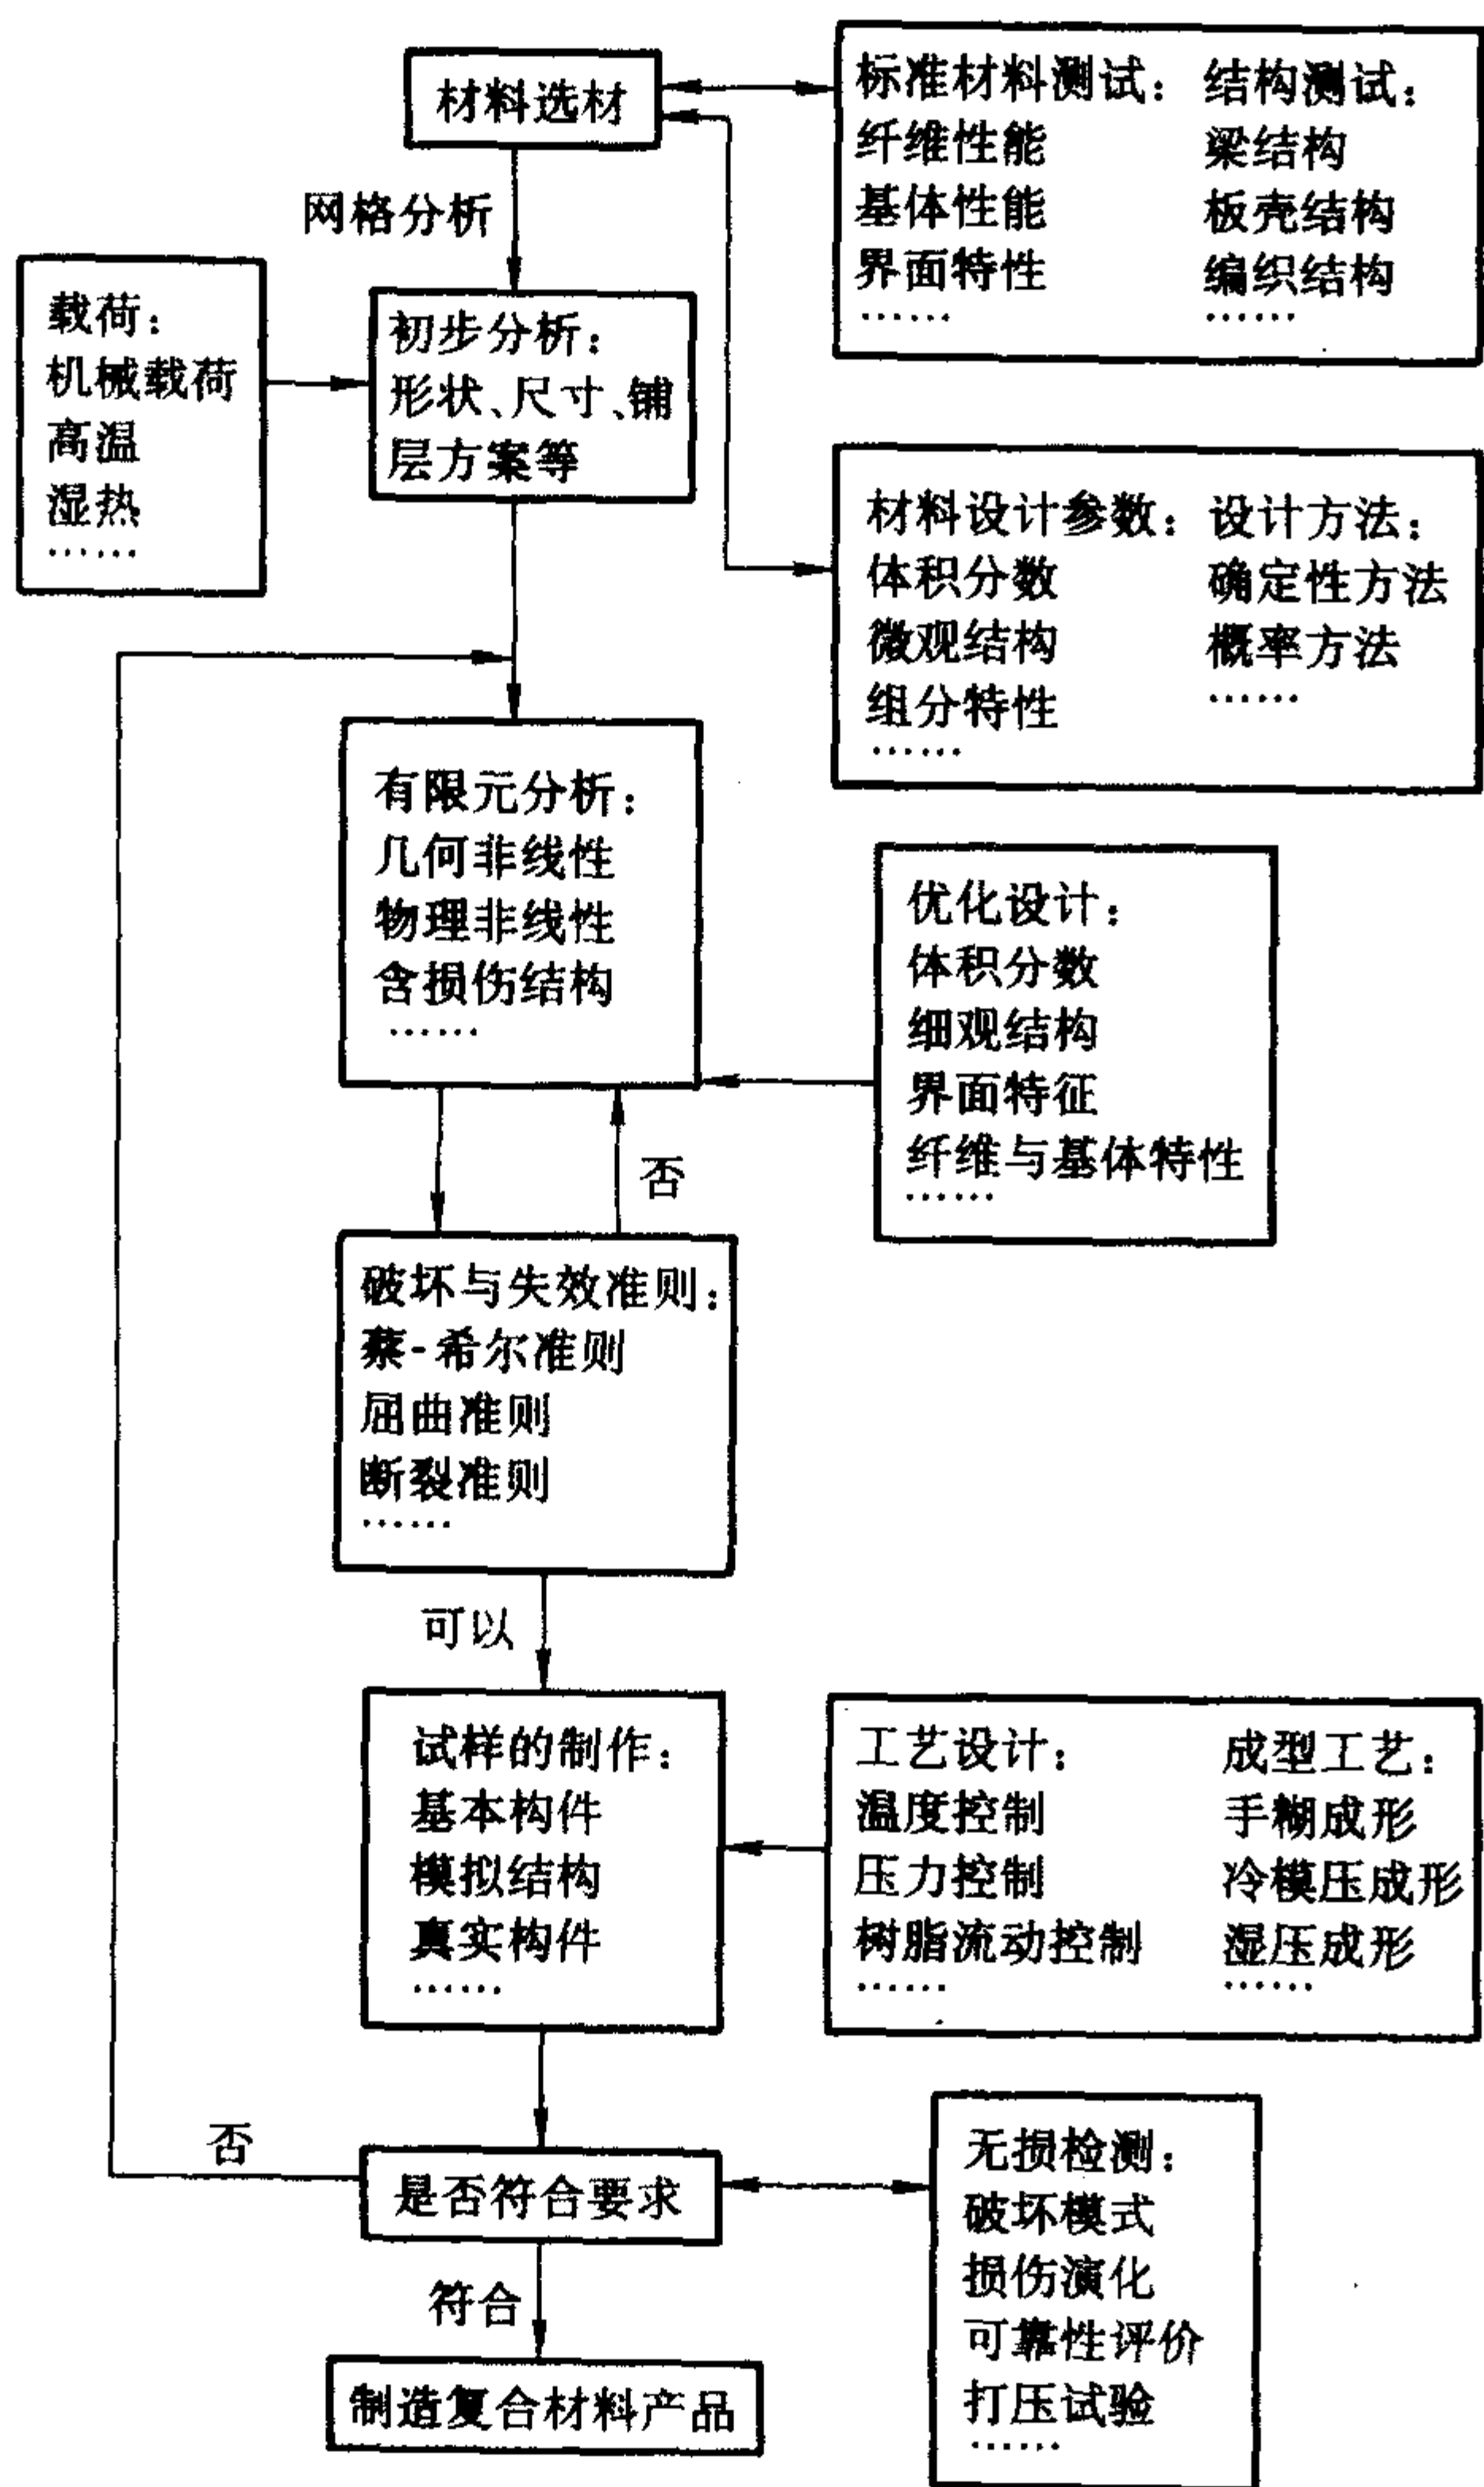 材料选材
标准材料测试：
纤维性能
基体性能
界面特性
……
结构测试：
梁结构
板壳结构
编织结构
……
网格分析
载荷：
机械载荷
高温
湿热
……
初步分析：
形状、尺寸、铺
层方案等
材料设计参数：
体积分数
微观结构
组分特性
……
设计方法：
确定性方法
概率方法
……
有限元分析：
几何非线性
物理非线性
含损伤结构
……
优化设计：
体积分数
细观结构
界面特征
纤维与基体特性
……
否
破坏与失效准则：
蔡-希尔准则
屈曲准则
断裂准则
……
可以
试样的制作：
基本构件
模拟结构
真实构件
……
工艺设计：
温度控制
压力控制
树脂流动控制
……
成型工艺：
手糊成形
冷模压成形
湿压成形
……
否
是否符合要求
无损检测：
破坏模式
损伤演化
可靠性评价
打压试验
……
符合
制造复合材料产品